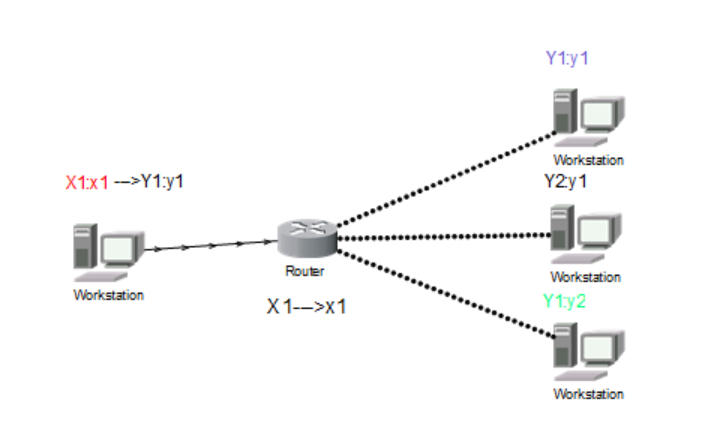 Y1:y1
Workstation
X1:x1 --->Y1:y1
Y2:y1
Workstation
Router
Workstation
X1--->x1
Y1:y2
Workstation